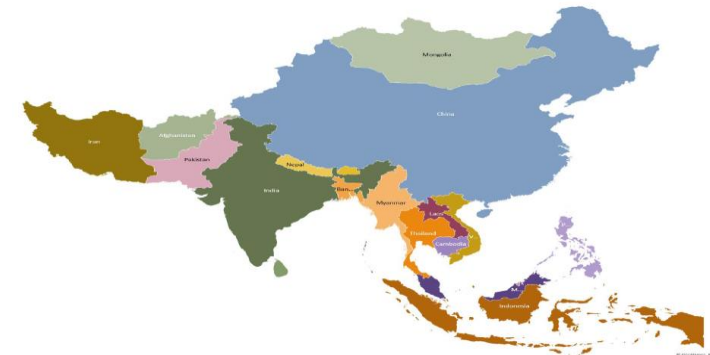 Mongolia
China
Iran
Afghanistan
Pakistan
Nepal
India
Ban...
Myanmar
Laos
Thailand
V
Cambodia
M...
Indonesia